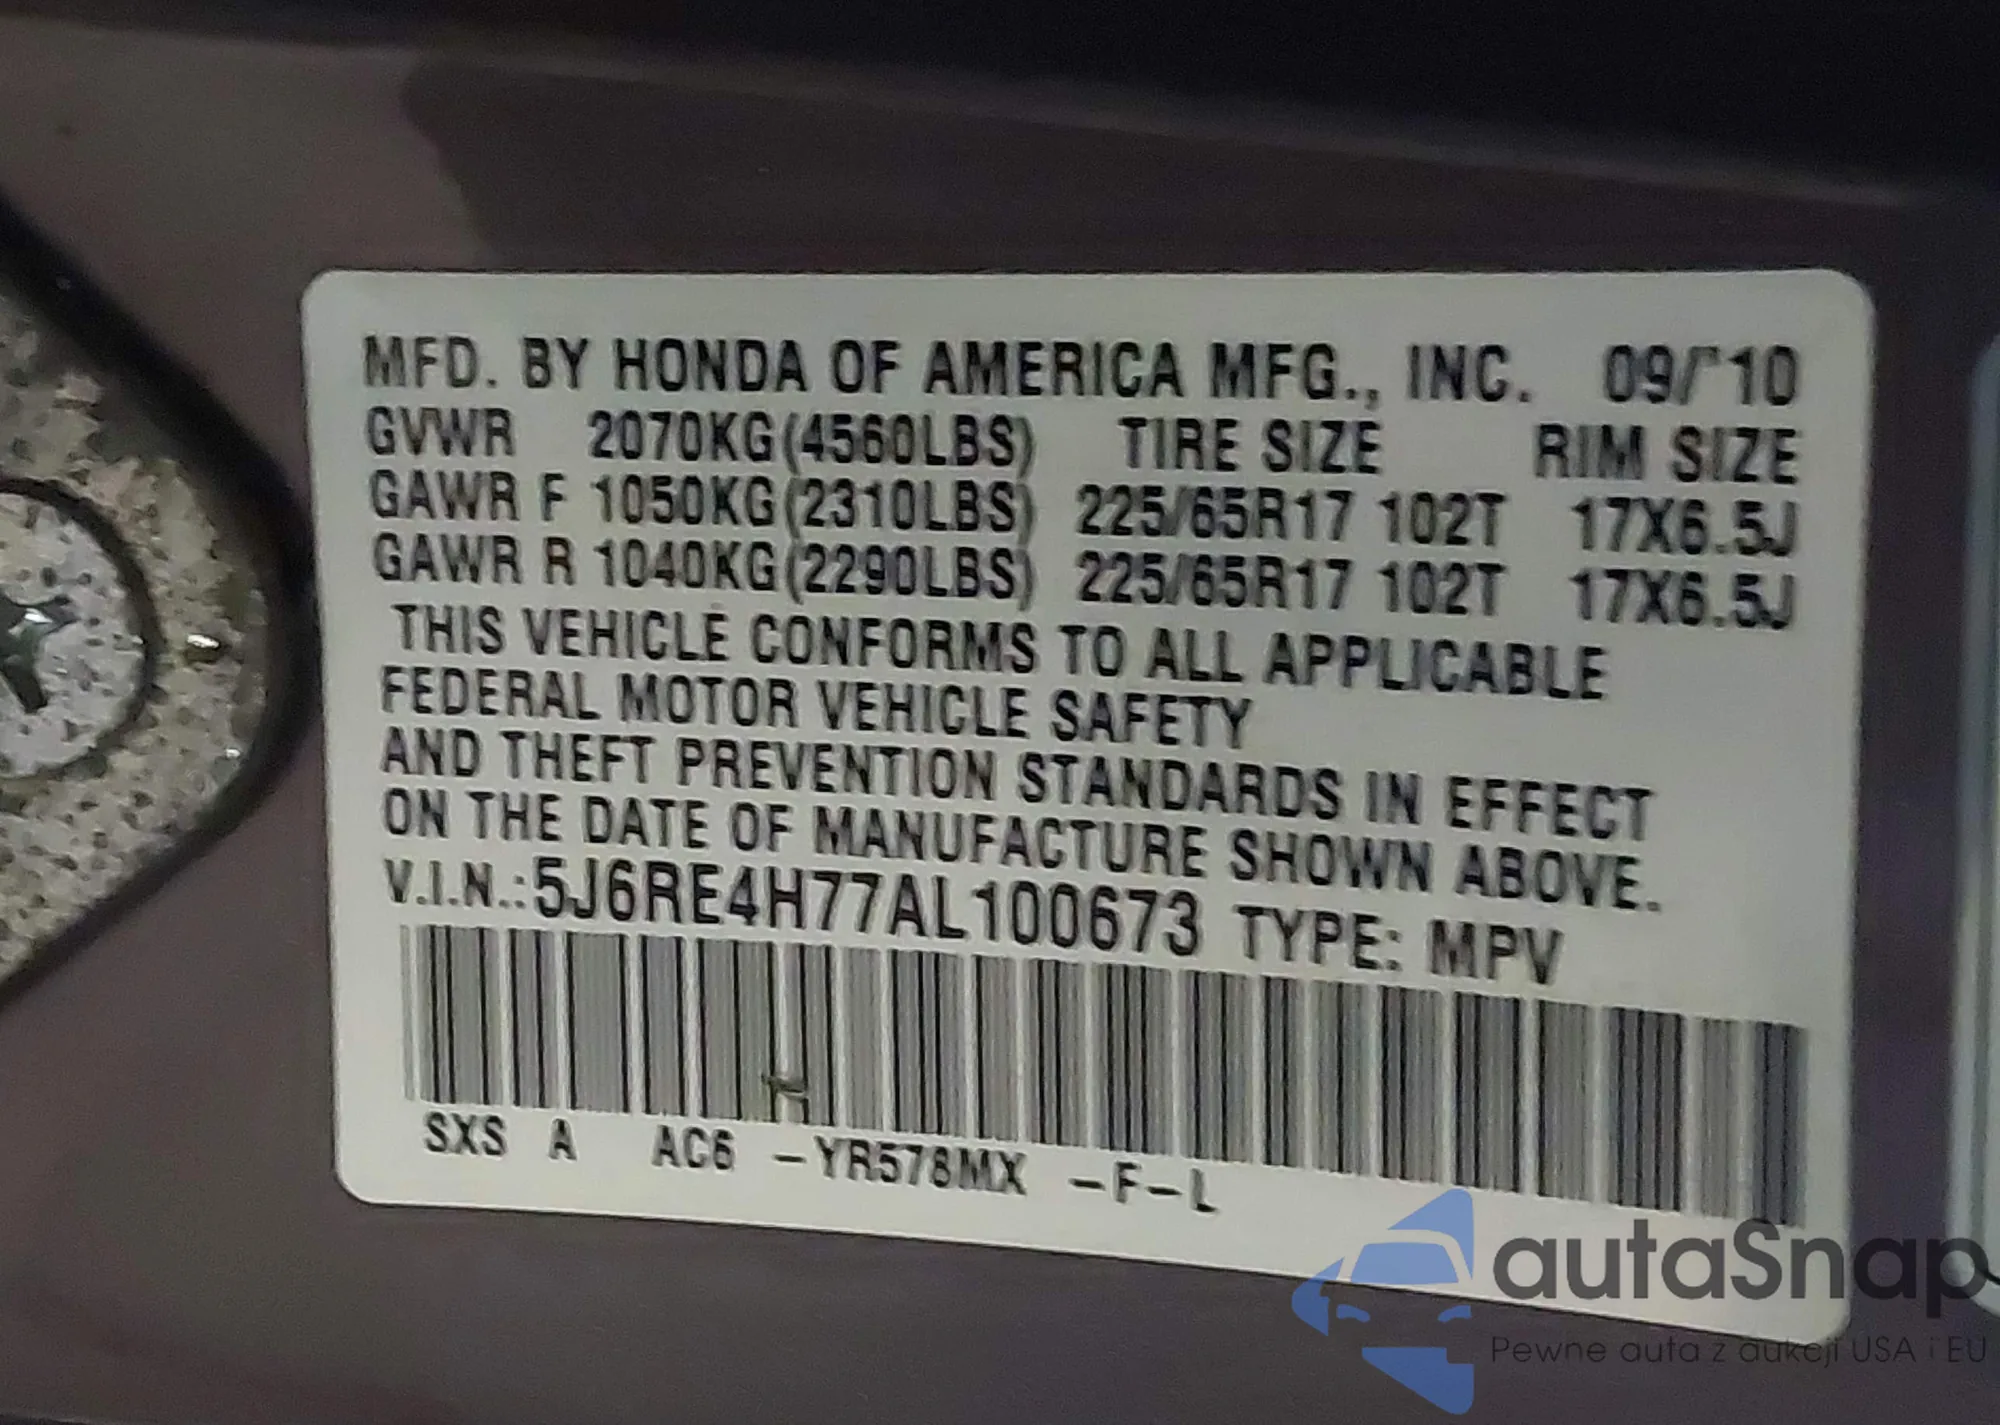 MFD. BY HONDA OF AMERICA MFG., INC. 09/'10
GVWR 2070KG(4560LBS) TIRE SIZE RIM SIZE
GAWR F 1050KG(2310LBS) 225/65R17 102T 17X6.5J
GAWR R 1040KG(2290LBS) 225/65R17 102T 17X6.5J
THIS VEHICLE CONFORMS TO ALL APPLICABLE
FEDERAL MOTOR VEHICLE SAFETY
AND THEFT PREVENTION STANDARDS IN EFFECT
ON THE DATE OF MANUFACTURE SHOWN ABOVE.
V.I.N.:5J6RE4H77AL100673 TYPE: MPV
SXS A AC6 -YR578MX -F-L
autaSnap
Pewne auta z aukcji USA i EU